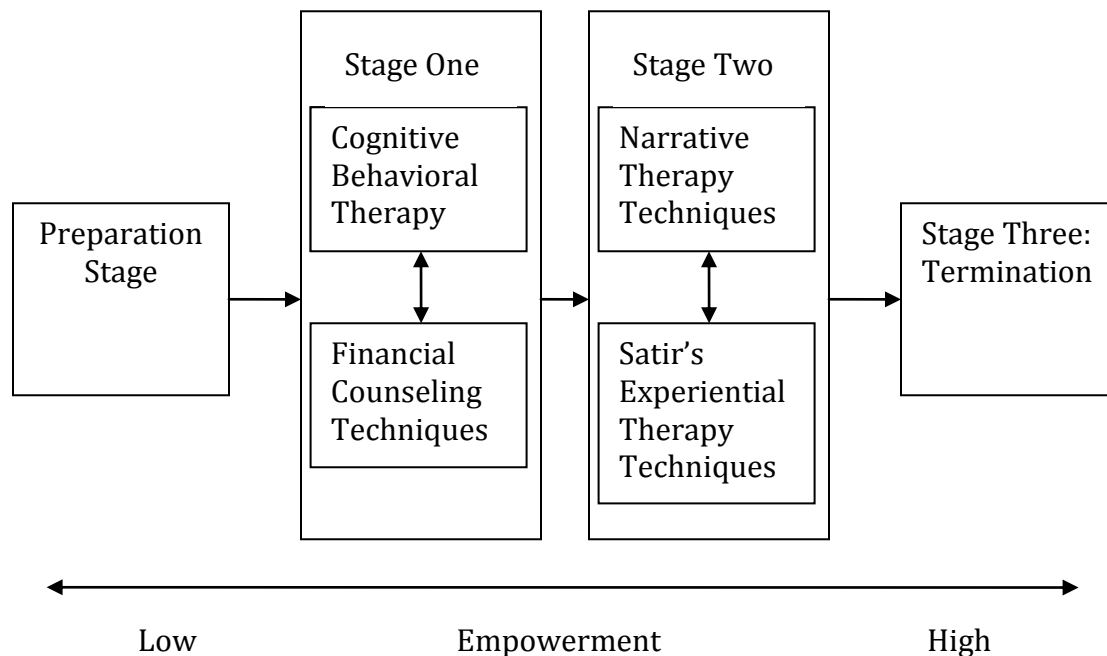 Preparation
Stage
Stage One
Cognitive
Behavioral
Therapy
Financial
Counseling
Techniques
Stage Two
Narrative
Therapy
Techniques
Satir’s
Experiential
Therapy
Techniques
Stage Three:
Termination
Low Empowerment High